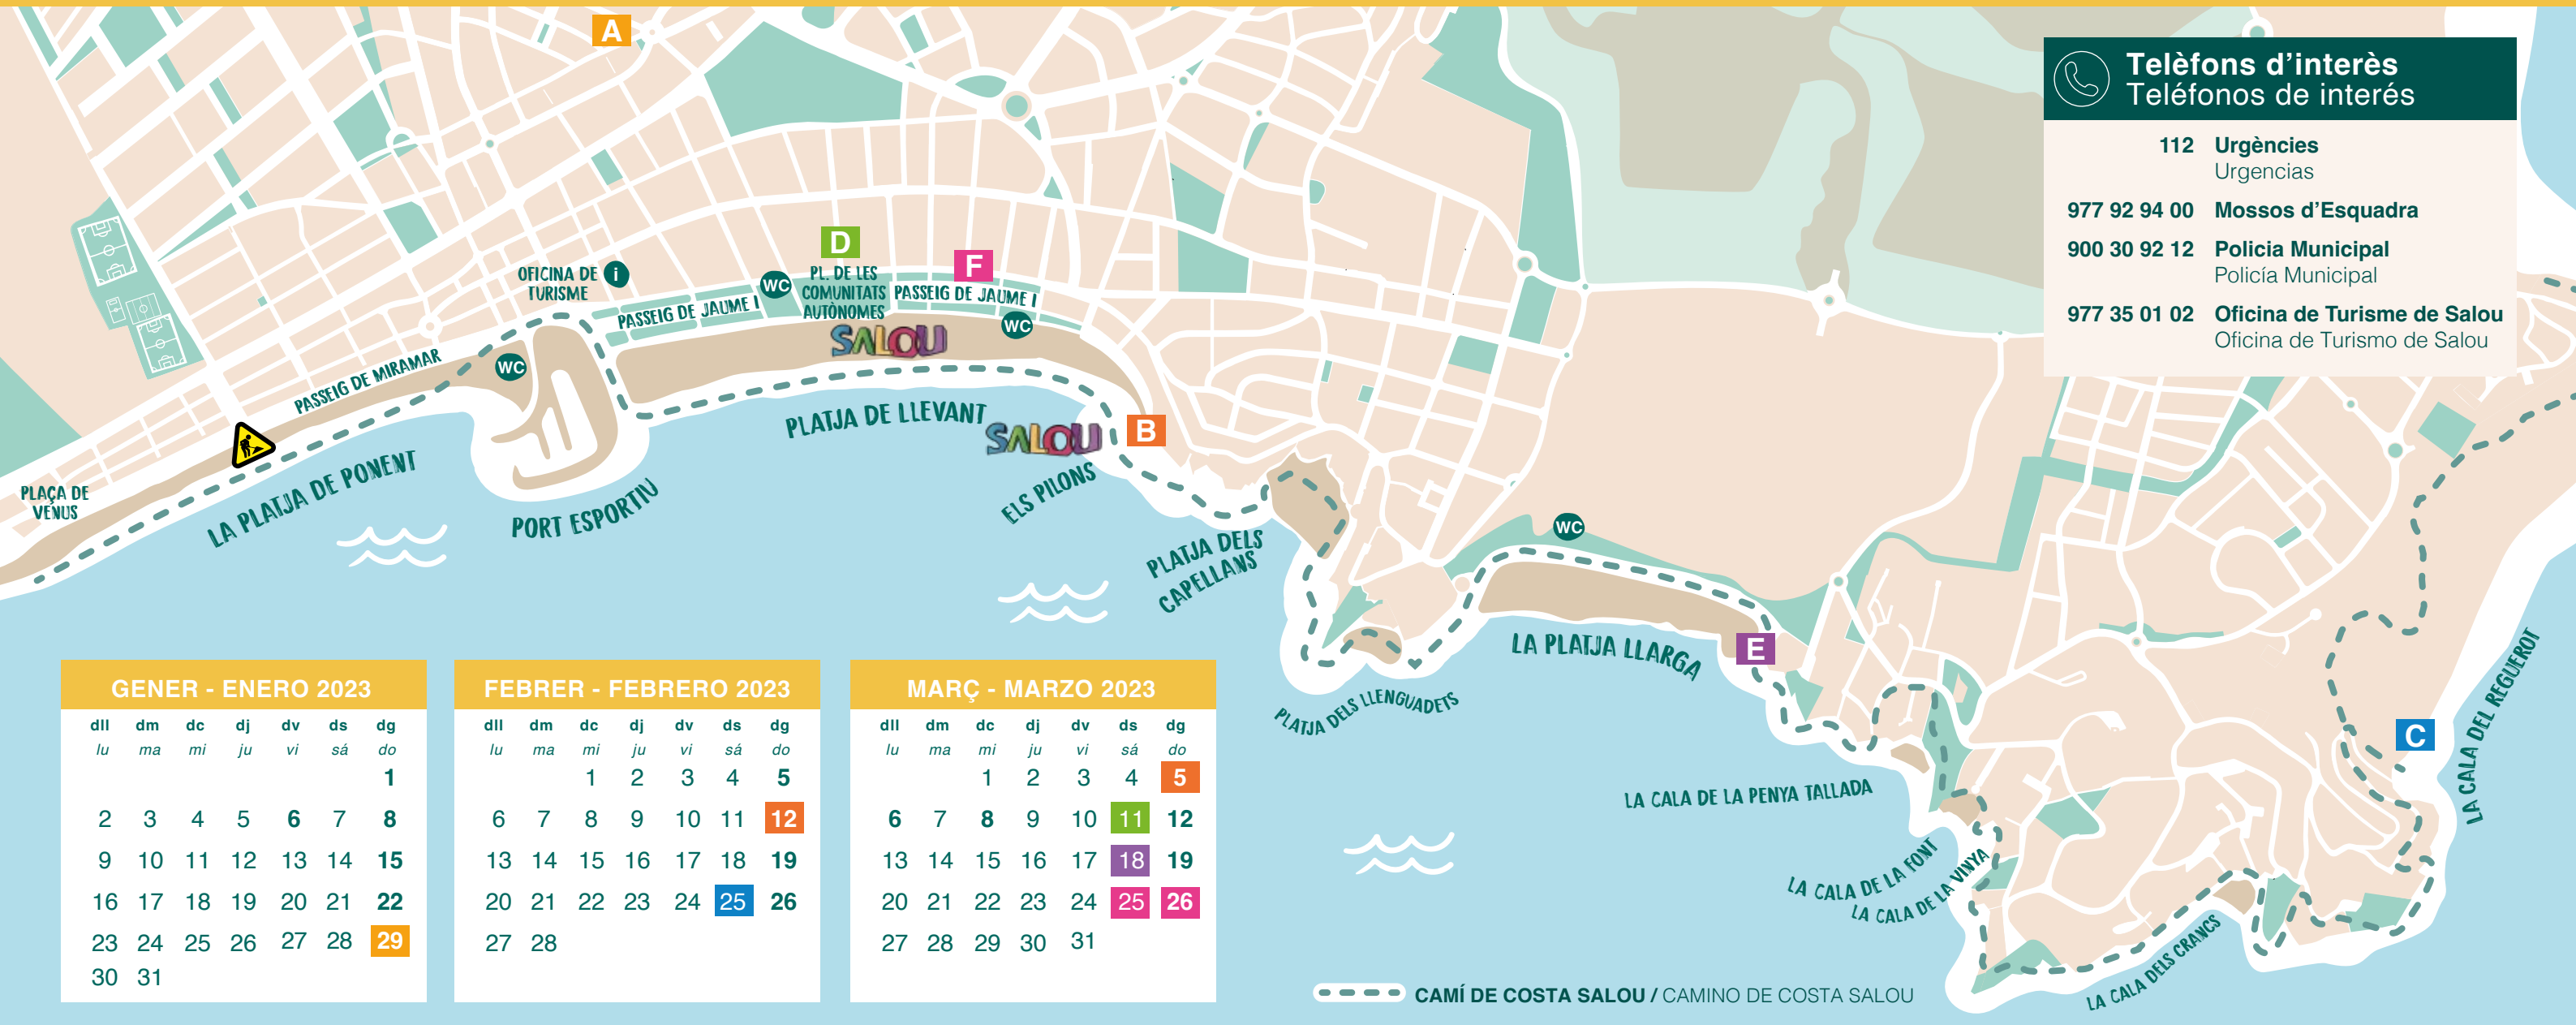 A
Telèfons d'interès
Teléfonos de interés
112 Urgències
Urgencias
977 92 94 00 Mossos d'Esquadra
900 30 92 12 Policia Municipal
Policía Municipal
977 35 01 02 Oficina de Turisme de Salou
Oficina de Turismo de Salou
D
F
OFICINA DE
TURISME
i
WC
PL. DE LES
COMUNITATS
AUTÒNOMES
PASSEIG DE JAUME I
PASSEIG DE JAUME I
SALOU
WC
WC
PASSEIG DE MIRAMAR
PLATJA DE LLEVANT
SALOU
B
PLAÇA DE
VENUS
LA PLATJA DE PONENT
PORT ESPORTIU
ELS PILONS
PLATJA DELS
CAPELLANS
WC
LA PLATJA LLARGA
E
PLATJA DELS LLENGUADETS
C
LA CALA DEL REGUEROT
LA CALA DE LA PENYA TALLADA
LA CALA DE LA FONT
LA CALA DE LA VINYA
LA CALA DELS CRANCS
GENER - ENERO 2023
dll dm dc dj dv ds dg
lu ma mi ju vi sá do
1
2 3 4 5 6 7 8
9 10 11 12 13 14 15
16 17 18 19 20 21 22
23 24 25 26 27 28 29
30 31
FEBRER - FEBRERO 2023
dll dm dc dj dv ds dg
lu ma mi ju vi sá do
1 2 3 4 5
6 7 8 9 10 11 12
13 14 15 16 17 18 19
20 21 22 23 24 25 26
27 28
MARÇ - MARZO 2023
dll dm dc dj dv ds dg
lu ma mi ju vi sá do
1 2 3 4 5
6 7 8 9 10 11 12
13 14 15 16 17 18 19
20 21 22 23 24 25 26
27 28 29 30 31
CAMÍ DE COSTA SALOU / CAMINO DE COSTA SALOU